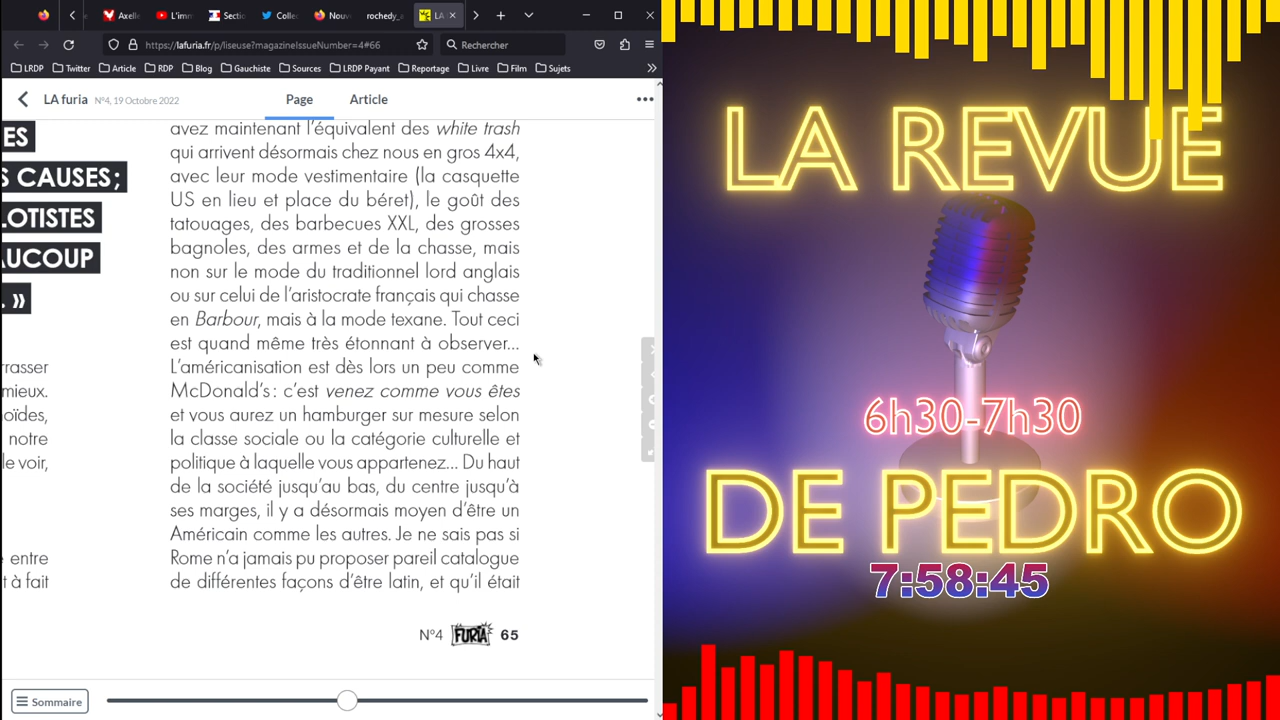 Axelle
L'imm
Sectio
Collec
Nouv
rochedy_
LA
https://lafuria.fr/p/liseuse?magazineIssueNumber=4#66
Rechercher
LRDP
Twitter
Article
RDP
Blog
Gauchiste
Sources
LRDP Payant
Reportage
Livre
Film
Sujets
LA furia N°4, 19 Octobre 2022
Page
Article
ES
S CAUSES;
LOTISTES
AUCOUP
. »
rrasser
mieux.
noïdes,
notre
le voir,
entre
t à fait
avez maintenant l'équivalent des white trash
qui arrivent désormais chez nous en gros 4x4,
avec leur mode vestimentaire (la casquette
US en lieu et place du béret), le goût des
tatouages, des barbecues XXL, des grosses
bagnoles, des armes et de la chasse, mais
non sur le mode du traditionnel lord anglais
ou sur celui de l'aristocrate français qui chasse
en Barbour, mais à la mode texane. Tout ceci
est quand même très étonnant à observer...
L'américanisation est dès lors un peu comme
McDonald's : c'est venez comme vous êtes
et vous aurez un hamburger sur mesure selon
la classe sociale ou la catégorie culturelle et
politique à laquelle vous appartenez... Du haut
de la société jusqu'au bas, du centre jusqu'à
ses marges, il y a désormais moyen d'être un
Américain comme les autres. Je ne sais pas si
Rome n'a jamais pu proposer pareil catalogue
de différentes façons d'être latin, et qu'il était
N°4 FURIA 65
Sommaire
LA REVUE
6h30-7h30
DE PEDRO
7:58:45